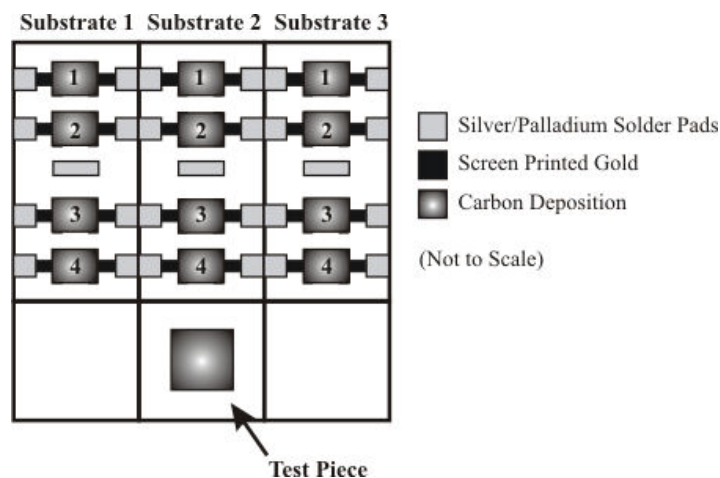 Substrate 1 Substrate 2 Substrate 3
1 1 1
2 2 2
3 3 3
4 4 4
Silver/Palladium Solder Pads
Screen Printed Gold
Carbon Deposition
(Not to Scale)
Test Piece